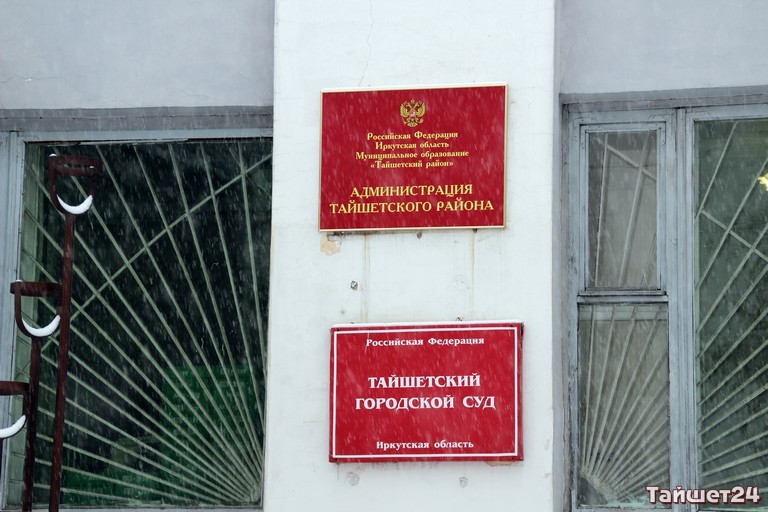 Российская Федерация
Иркутская область
Муниципальное образование
«Тайшетский район»
АДМИНИСТРАЦИЯ
ТАЙШЕТСКОГО РАЙОНА
Российская Федерация
ТАЙШЕТСКИЙ
ГОРОДСКОЙ СУД
Иркутская область
Тайшет24